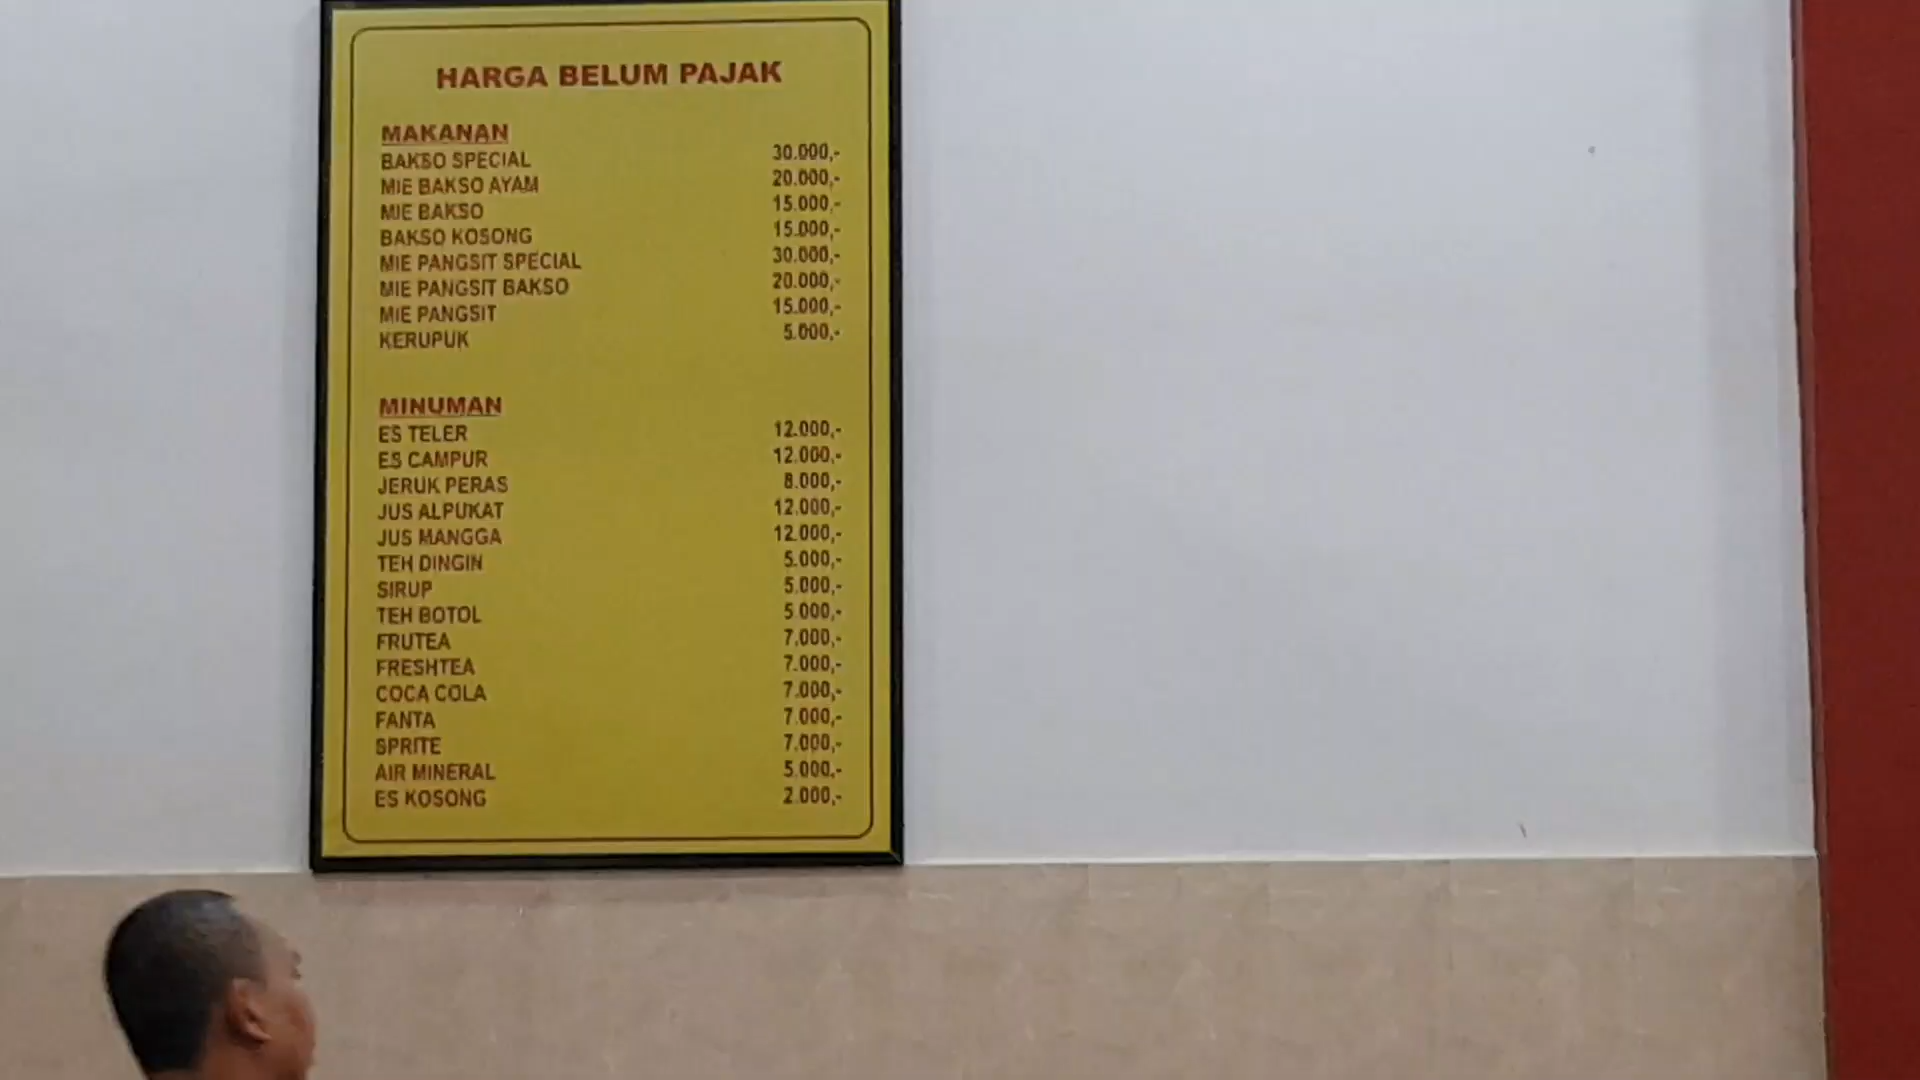 HARGA BELUM PAJAK
MAKANAN
BAKSO SPECIAL 30.000,-
MIE BAKSO AYAM 20.000,-
MIE BAKSO 15.000,-
BAKSO KOSONG 15.000,-
MIE PANGSIT SPECIAL 30.000,-
MIE PANGSIT BAKSO 20.000,-
MIE PANGSIT 15.000,-
KERUPUK 5.000,-
MINUMAN
ES TELER 12.000,-
ES CAMPUR 12.000,-
JERUK PERAS 8.000,-
JUS ALPUKAT 12.000,-
JUS MANGGA 12.000,-
TEH DINGIN 5.000,-
SIRUP 5.000,-
TEH BOTOL 5.000,-
FRUTEA 7.000,-
FRESHTEA 7.000,-
COCA COLA 7.000,-
FANTA 7.000,-
SPRITE 7.000,-
AIR MINERAL 5.000,-
ES KOSONG 2.000,-